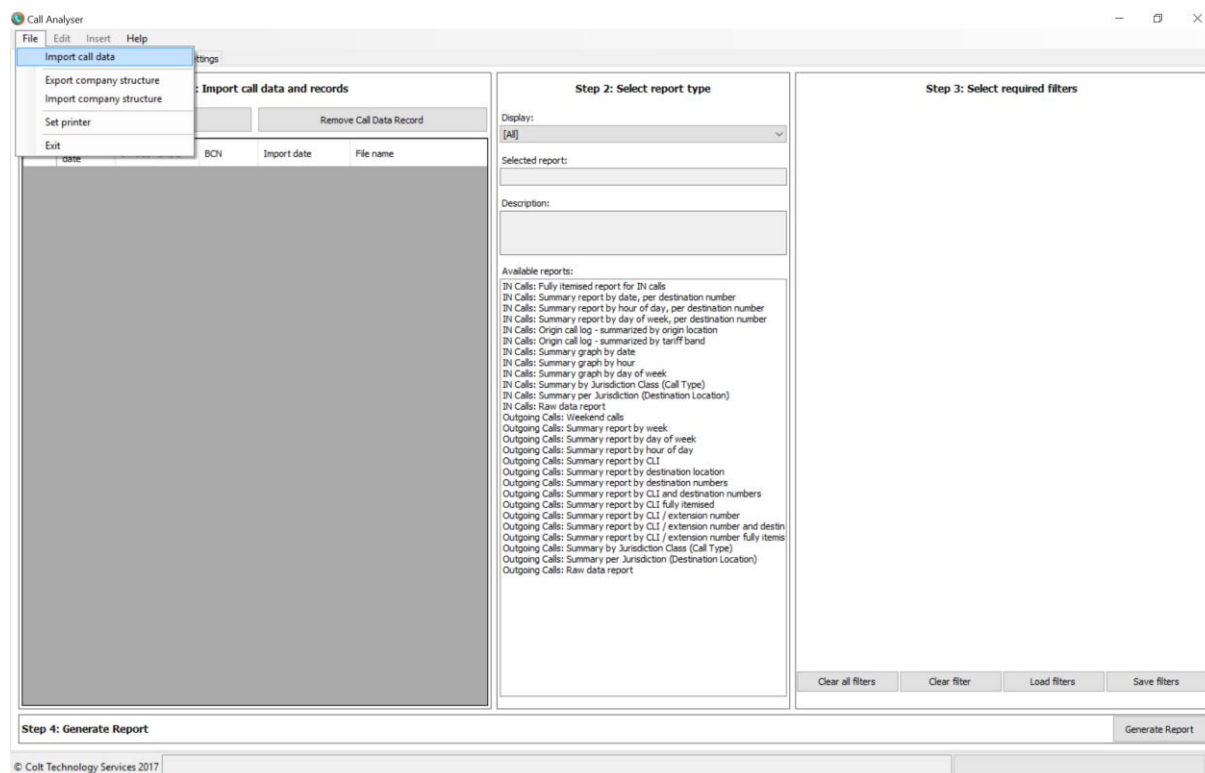 Call Analyser
File Edit Insert Help
Import call data
Export company structure
Import company structure
Set printer
Exit
ttings
: Import call data and records
Remove Call Data Record
date
BCN
Import date
File name
Step 2: Select report type
Display:
[All]
Selected report:
Description:
Available reports:
IN Calls: Fully itemised report for IN calls
IN Calls: Summary report by date, per destination number
IN Calls: Summary report by hour of day, per destination number
IN Calls: Summary report by day of week, per destination number
IN Calls: Origin call log - summarized by origin location
IN Calls: Origin call log - summarized by tariff band
IN Calls: Summary graph by date
IN Calls: Summary graph by hour
IN Calls: Summary graph by day of week
IN Calls: Summary by Jurisdiction Class (Call Type)
IN Calls: Summary per Jurisdiction (Destination Location)
IN Calls: Raw data report
Outgoing Calls: Weekend calls
Outgoing Calls: Summary report by week
Outgoing Calls: Summary report by day of week
Outgoing Calls: Summary report by hour of day
Outgoing Calls: Summary report by CLI
Outgoing Calls: Summary report by destination location
Outgoing Calls: Summary report by destination numbers
Outgoing Calls: Summary report by CLI and destination numbers
Outgoing Calls: Summary report by CLI fully itemised
Outgoing Calls: Summary report by CLI / extension number
Outgoing Calls: Summary report by CLI / extension number and destin
Outgoing Calls: Summary report by CLI / extension number fully itemis
Outgoing Calls: Summary by Jurisdiction Class (Call Type)
Outgoing Calls: Summary per Jurisdiction (Destination Location)
Outgoing Calls: Raw data report
Step 3: Select required filters
Clear all filters
Clear filter
Load filters
Save filters
Step 4: Generate Report
Generate Report
© Colt Technology Services 2017